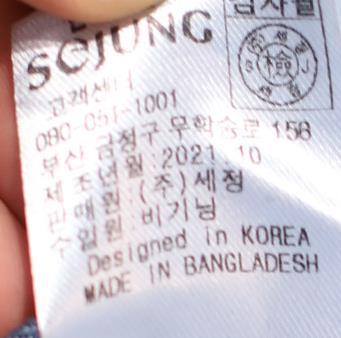 검사필
SEJUNG
고객센터
080-051-1001
부산 금정구 무학송로 158
제조년월:2021.10
판매원:(주)세정
수입원:비기닝
Designed in KOREA
MADE IN BANGLADESH